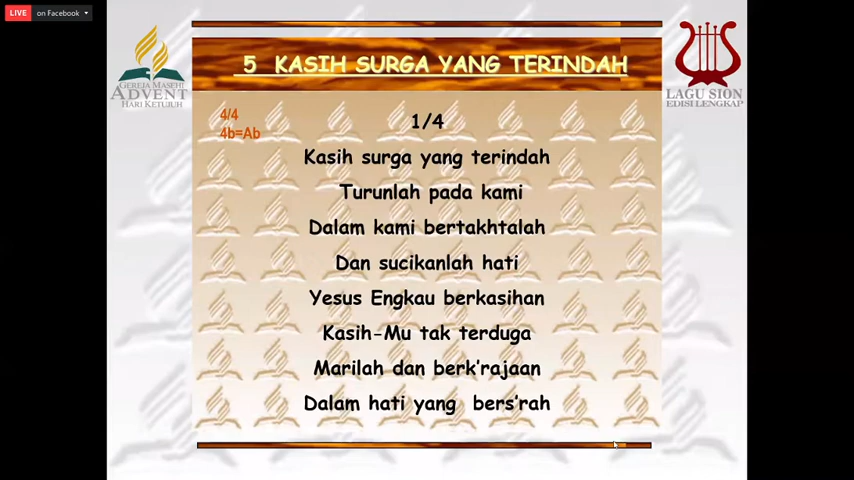 LIVE on Facebook
5 KASIH SURGA YANG TERINDAH
GEREJA MASEHI
ADVENT
HARI KETUJUH
LAGU SION
EDISI LENGKAP
4/4
4b=Ab
1/4
Kasih surga yang terindah
Turunlah pada kami
Dalam kami bertakhtalah
Dan sucikanlah hati
Yesus Engkau berkasihan
Kasih-Mu tak terduga
Marilah dan berk'rajaan
Dalam hati yang bers'rah